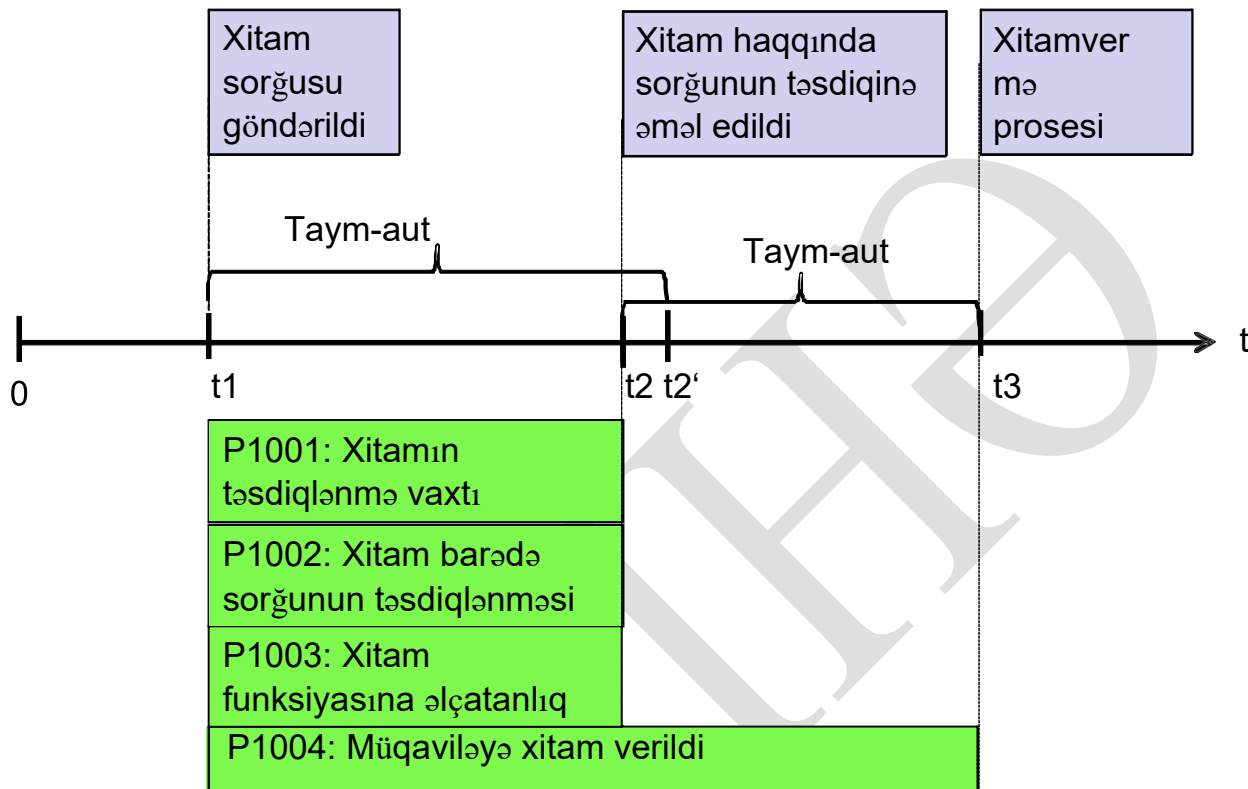 Xitam
sorğusu
göndərildi
Xitam haqqında
sorğunun təsdiqinə
əməl edildi
Xitamver
mə
prosesi
Taym-aut
Taym-aut
0
t1
t2 t2‘
t3
t
P1001: Xitamın
təsdiqlənmə vaxtı
P1002: Xitam barədə
sorğunun təsdiqlənməsi
P1003: Xitam
funksiyasına əlçatanlıq
P1004: Müqaviləyə xitam verildi
HƏ